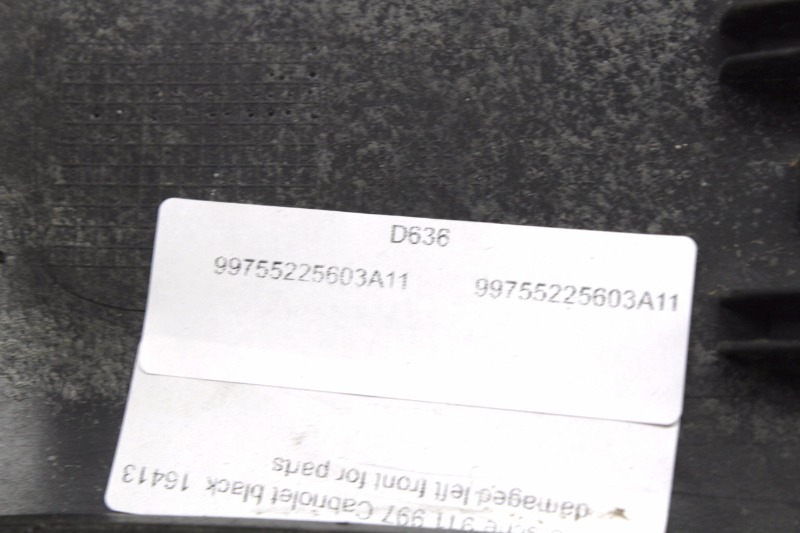 D636
99755225603A11 99755225603A11
911 997 Cabriolet black 16413
damaged left front for parts